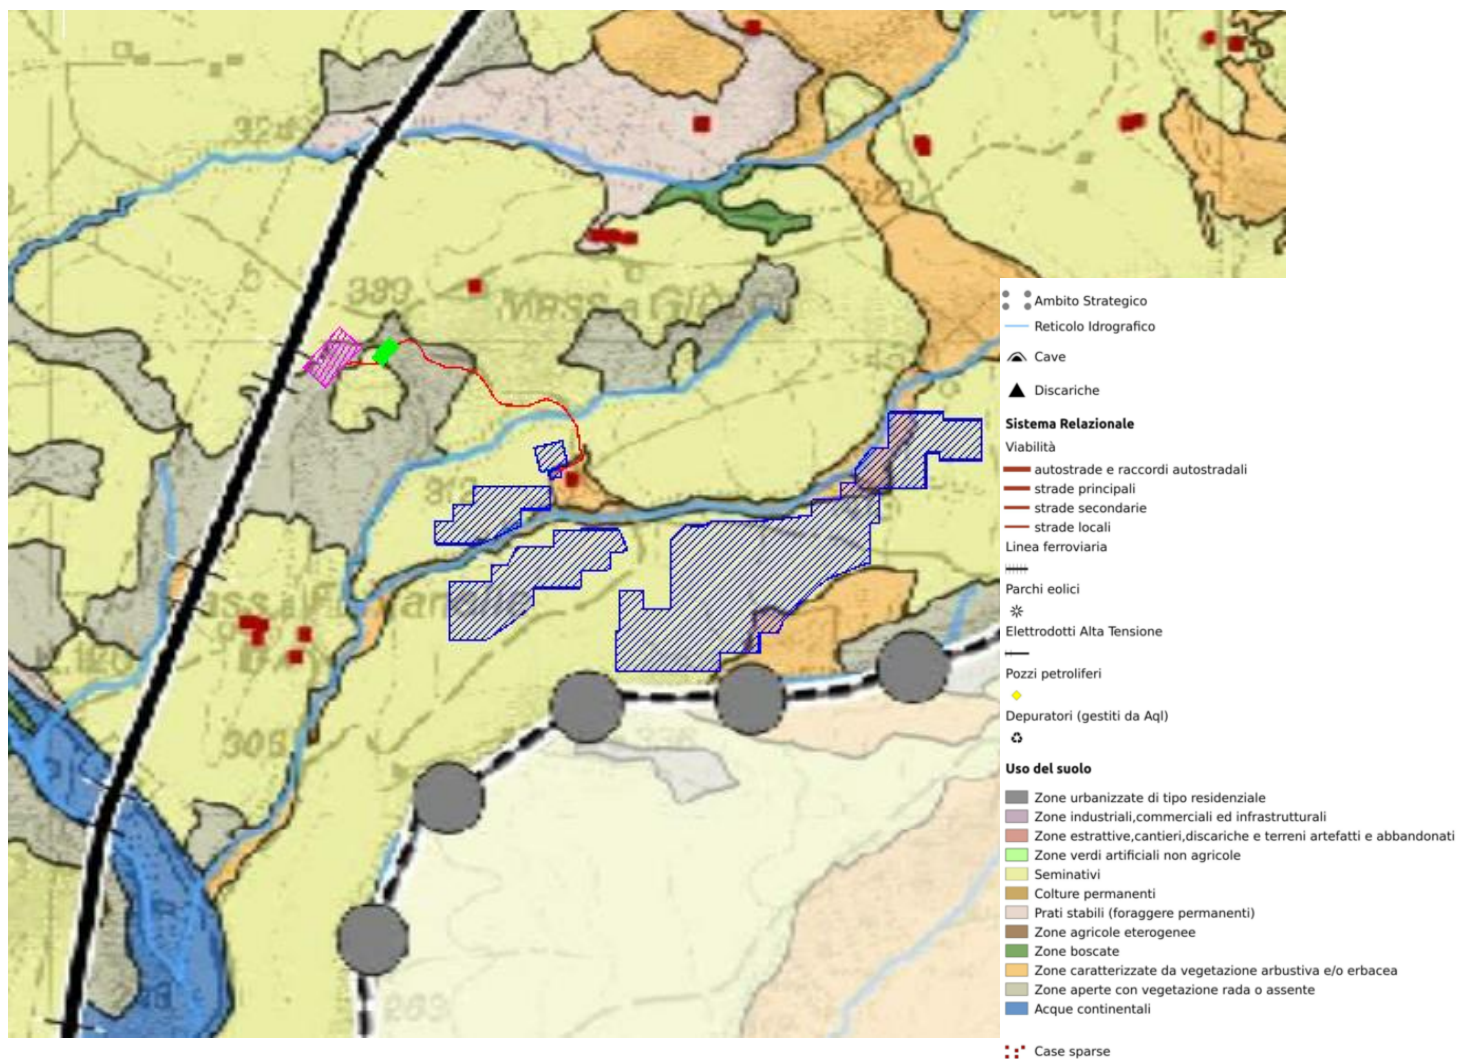 324
5
389
Mass.a Gio
312
306
336
263
Ambito Strategico
Reticolo Idrografico
Cave
Discariche
Sistema Relazionale
Viabilità
autostrade e raccordi autostradali
strade principali
strade secondarie
strade locali
Linea ferroviaria
Parchi eolici
Elettrodotti Alta Tensione
Pozzi petroliferi
Depuratori (gestiti da Aql)
Uso del suolo
Zone urbanizzate di tipo residenziale
Zone industriali,commerciali ed infrastrutturali
Zone estrattive,cantieri,discariche e terreni artefatti e abbandonati
Zone verdi artificiali non agricole
Seminativi
Colture permanenti
Prati stabili (foraggere permanenti)
Zone agricole eterogenee
Zone boscate
Zone caratterizzate da vegetazione arbustiva e/o erbacea
Zone aperte con vegetazione rada o assente
Acque continentali
Case sparse